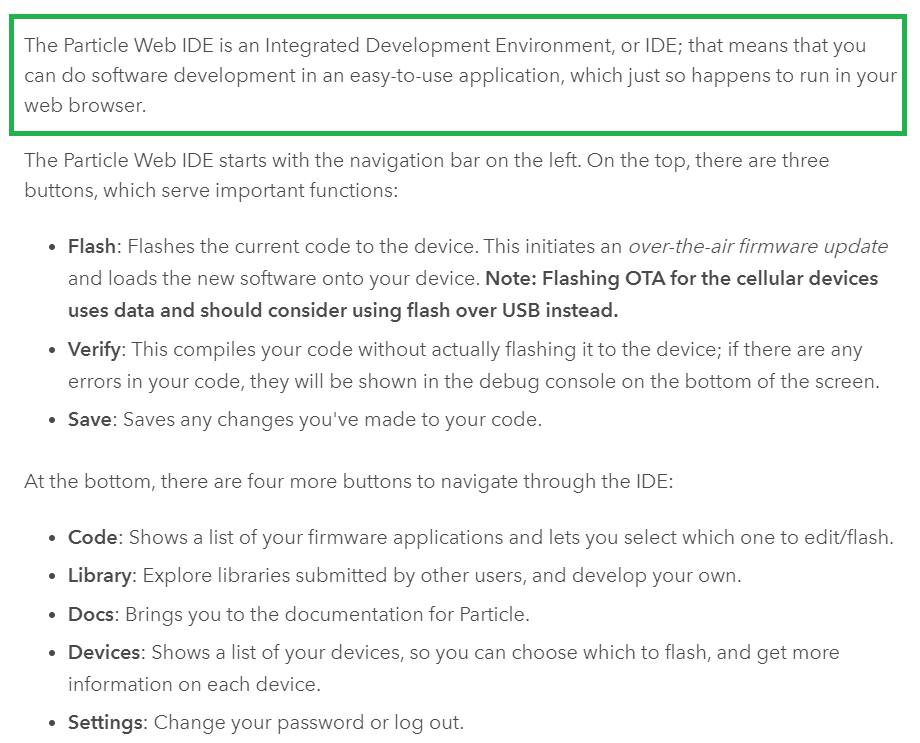 The Particle Web IDE is an Integrated Development Environment, or IDE; that means that you
can do software development in an easy-to-use application, which just so happens to run in your
web browser.
The Particle Web IDE starts with the navigation bar on the left. On the top, there are three
buttons, which serve important functions:
• Flash: Flashes the current code to the device. This initiates an over-the-air firmware update
and loads the new software onto your device. Note: Flashing OTA for the cellular devices
uses data and should consider using flash over USB instead.
• Verify: This compiles your code without actually flashing it to the device; if there are any
errors in your code, they will be shown in the debug console on the bottom of the screen.
• Save: Saves any changes you've made to your code.
At the bottom, there are four more buttons to navigate through the IDE:
• Code: Shows a list of your firmware applications and lets you select which one to edit/flash.
• Library: Explore libraries submitted by other users, and develop your own.
• Docs: Brings you to the documentation for Particle.
• Devices: Shows a list of your devices, so you can choose which to flash, and get more
information on each device.
• Settings: Change your password or log out.